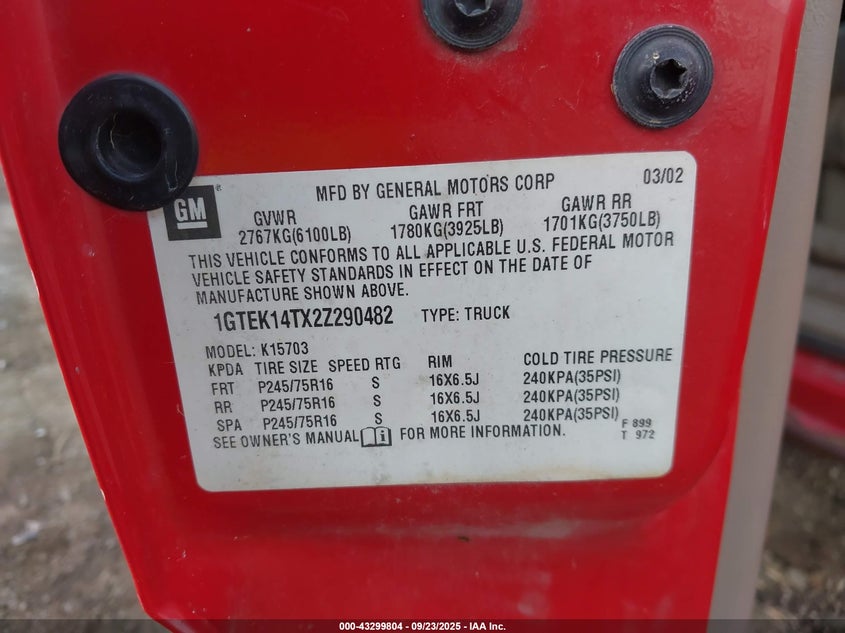 GM ®
MFD BY GENERAL MOTORS CORP 03/02
GVWR GAWR FRT GAWR RR
2767KG(6100LB) 1780KG(3925LB) 1701KG(3750LB)
THIS VEHICLE CONFORMS TO ALL APPLICABLE U.S. FEDERAL MOTOR
VEHICLE SAFETY STANDARDS IN EFFECT ON THE DATE OF
MANUFACTURE SHOWN ABOVE.
1GTEK14TX2Z290482 TYPE: TRUCK
MODEL: K15703
KPDA TIRE SIZE SPEED RTG RIM COLD TIRE PRESSURE
FRT P245/75R16 S 16X6.5J 240KPA(35PSI)
RR P245/75R16 S 16X6.5J 240KPA(35PSI)
SPA P245/75R16 S 16X6.5J 240KPA(35PSI)
SEE OWNER'S MANUAL i FOR MORE INFORMATION.
F 899
T 972
000-43299804 | 09/23/2025 | IAA Inc.